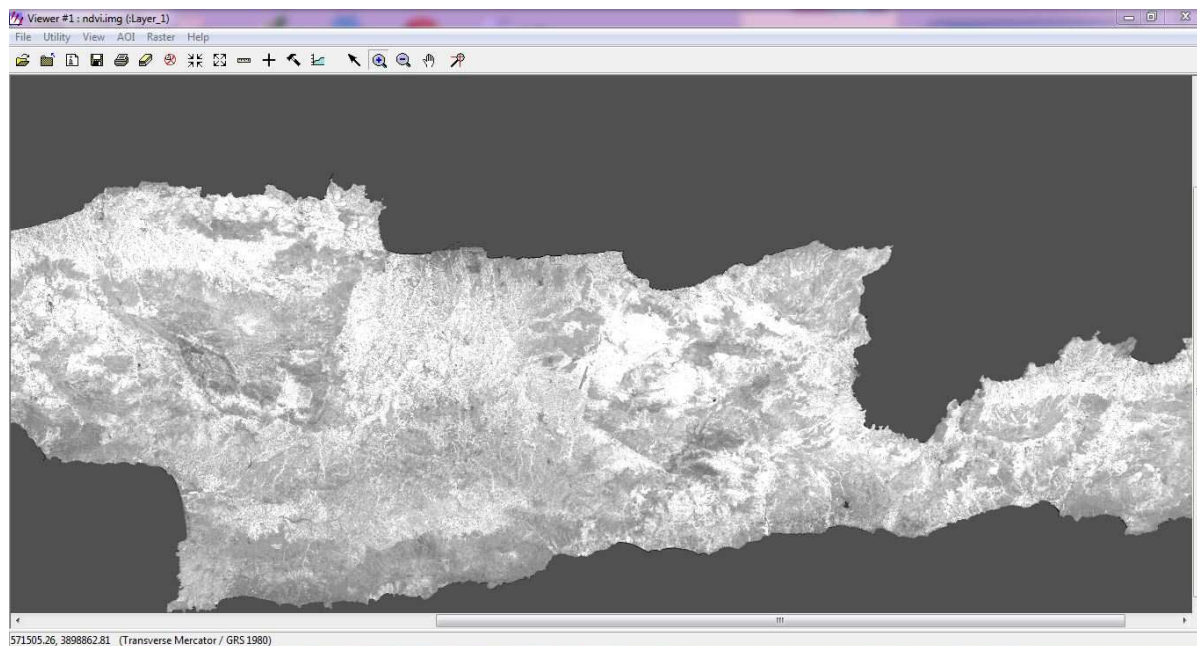 Viewer #1 : ndvi.img (:Layer_1)
File Utility View AOI Raster Help
571505.26, 3898862.81 (Transverse Mercator / GRS 1980)